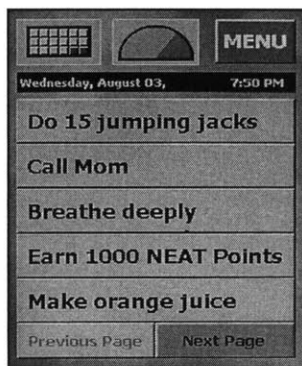 MENU
Wednesday, August 03, 7:50 PM
Do 15 jumping jacks
Call Mom
Breathe deeply
Earn 1000 NEAT Points
Make orange juice
Previous Page Next Page